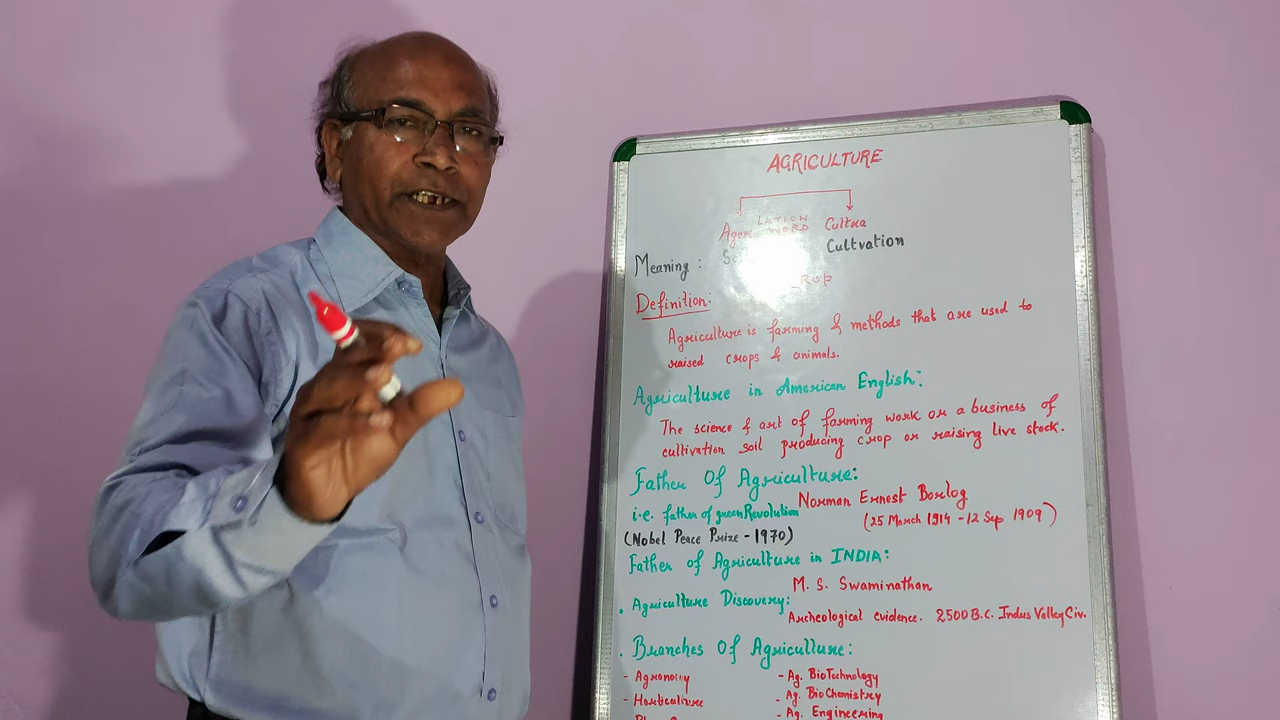 AGRICULTURE
LATION
WORD
Cultra
Meaning :
Cultvation
Definition:
Agriculture is farming & methods that are used to
raised crops & animals.
Agriculture in American English:
The science & art of farming work or a business of
cultivation soil producing crop or raising live stock.
Father Of Agriculture:
Norman Ernest Borlog
i.e. father of green Revolution
(25 March 1914 - 12 Sep 1909)
(Nobel Peace Prize - 1970)
Father of Agriculture in INDIA:
M. S. Swaminathan
. Agriculture Discovery:
Archeological evidence. 2500 B.C. Indus Valley Civ.
. Branches Of Agriculture:
- Agronomy
- Ag. BioTechnology
- Horticulture
- Ag. BioChemistry
- Ag. Engineering